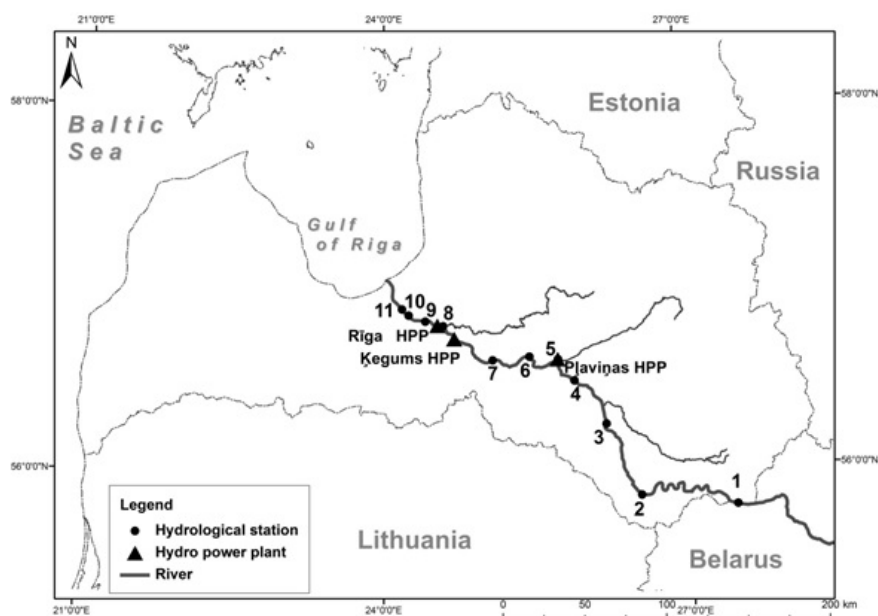 21°0'0"E
24°0'0"E
27°0'0"E
N
58°0'0"N
58°0'0"N
Estonia
Baltic
Sea
Russia
Gulf
of Riga
10
11
9
8
Rīga HPP
5
Ķegums HPP
Pļaviņas HPP
7
6
4
3
56°0'0"N
56°0'0"N
1
2
Legend
Hydrological station
Hydro power plant
River
Lithuania
Belarus
21°0'0"E
24°0'0"E
0
50
100
27°0'0"E
200 km